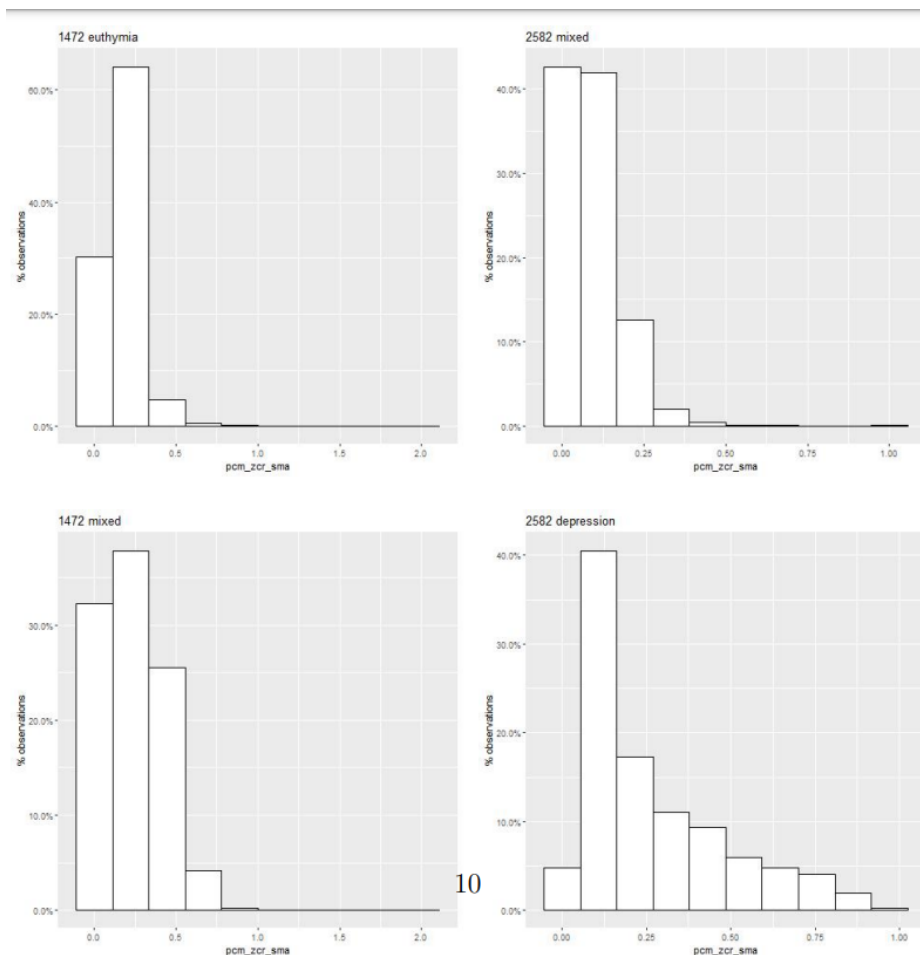 1472 euthymia
60.0%
40.0%
20.0%
0.0%
% observations
0.0 0.5 1.0 1.5 2.0
pcm_zcr_sma
2582 mixed
40.0%
30.0%
20.0%
10.0%
0.0%
% observations
0.00 0.25 0.50 0.75 1.00
pcm_zcr_sma
1472 mixed
30.0%
20.0%
10.0%
0.0%
% observations
0.0 0.5 1.0 1.5 2.0
pcm_zcr_sma
2582 depression
40.0%
30.0%
20.0%
10.0%
0.0%
% observations
0.00 0.25 0.50 0.75 1.00
pcm_zcr_sma
10